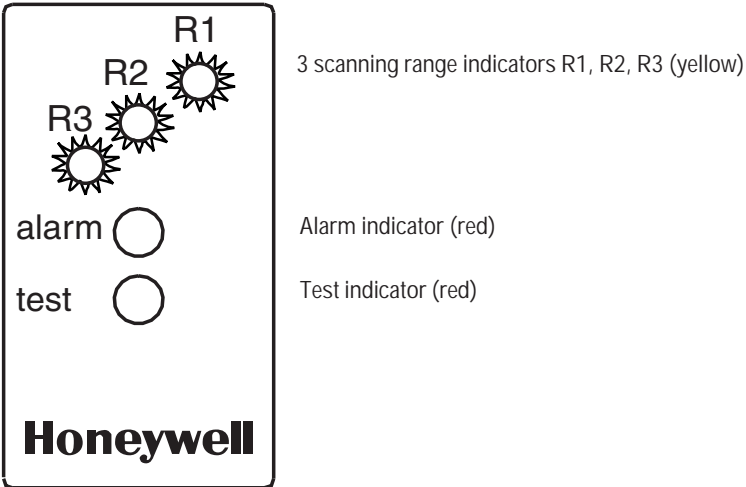 R1
3 scanning range indicators R1, R2, R3 (yellow)
R2
R3
alarm
Alarm indicator (red)
test
Test indicator (red)
Honeywell